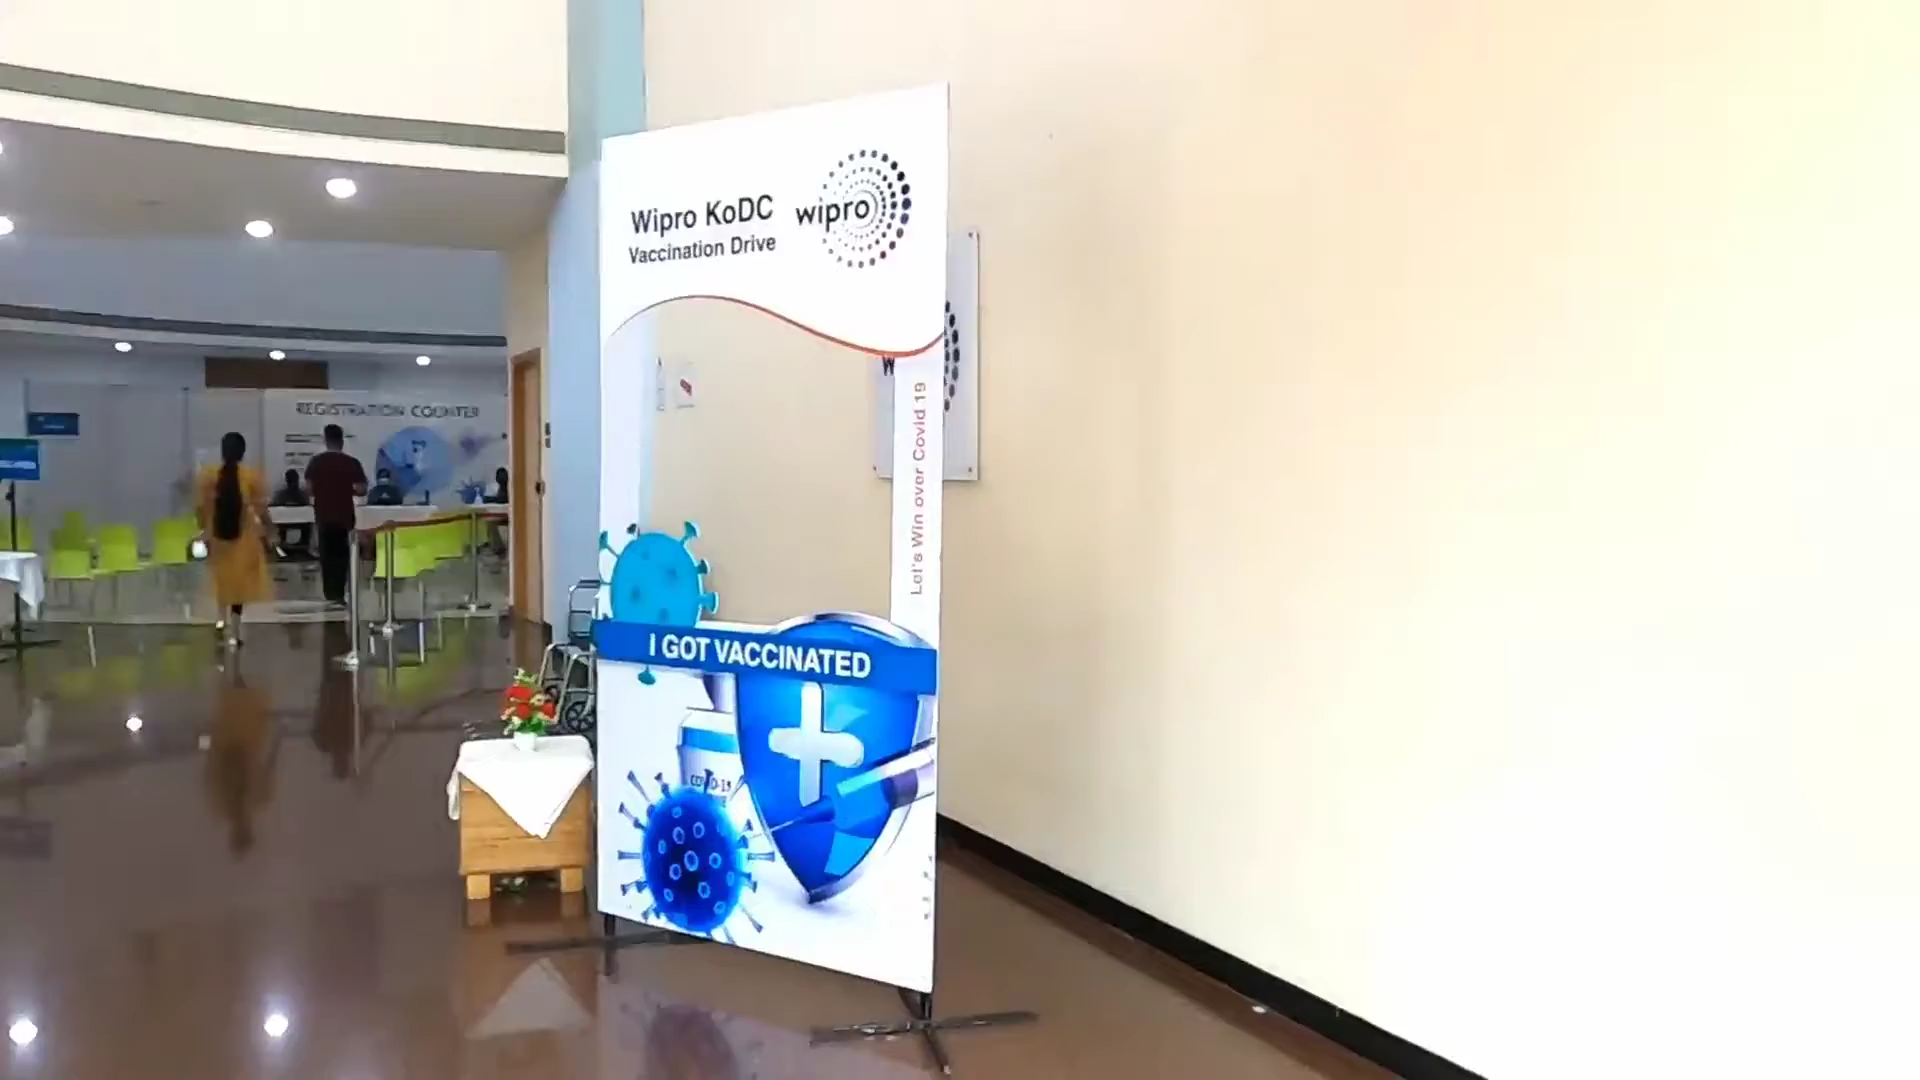 Wipro KoDC
Vaccination Drive
wipro
Let's Win over Covid 19
I GOT VACCINATED
REGISTRATION COUNTER